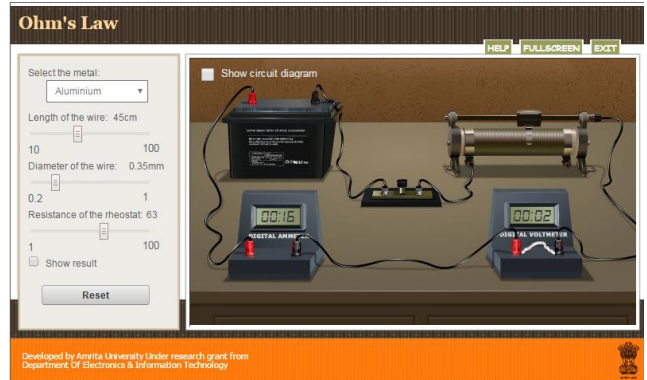 Ohm's Law
HELP FULLSCREEN EXIT
Select the metal:
Aluminium
Length of the wire: 45cm
10 100
Diameter of the wire: 0.35mm
0.2 1
Resistance of the rheostat: 63
1 100
Show result
Reset
Show circuit diagram
00:16
DIGITAL AMMETER
00:02
DIGITAL VOLTMETER
Developed by Amrita University Under research grant from
Department Of Electronics & Information Technology